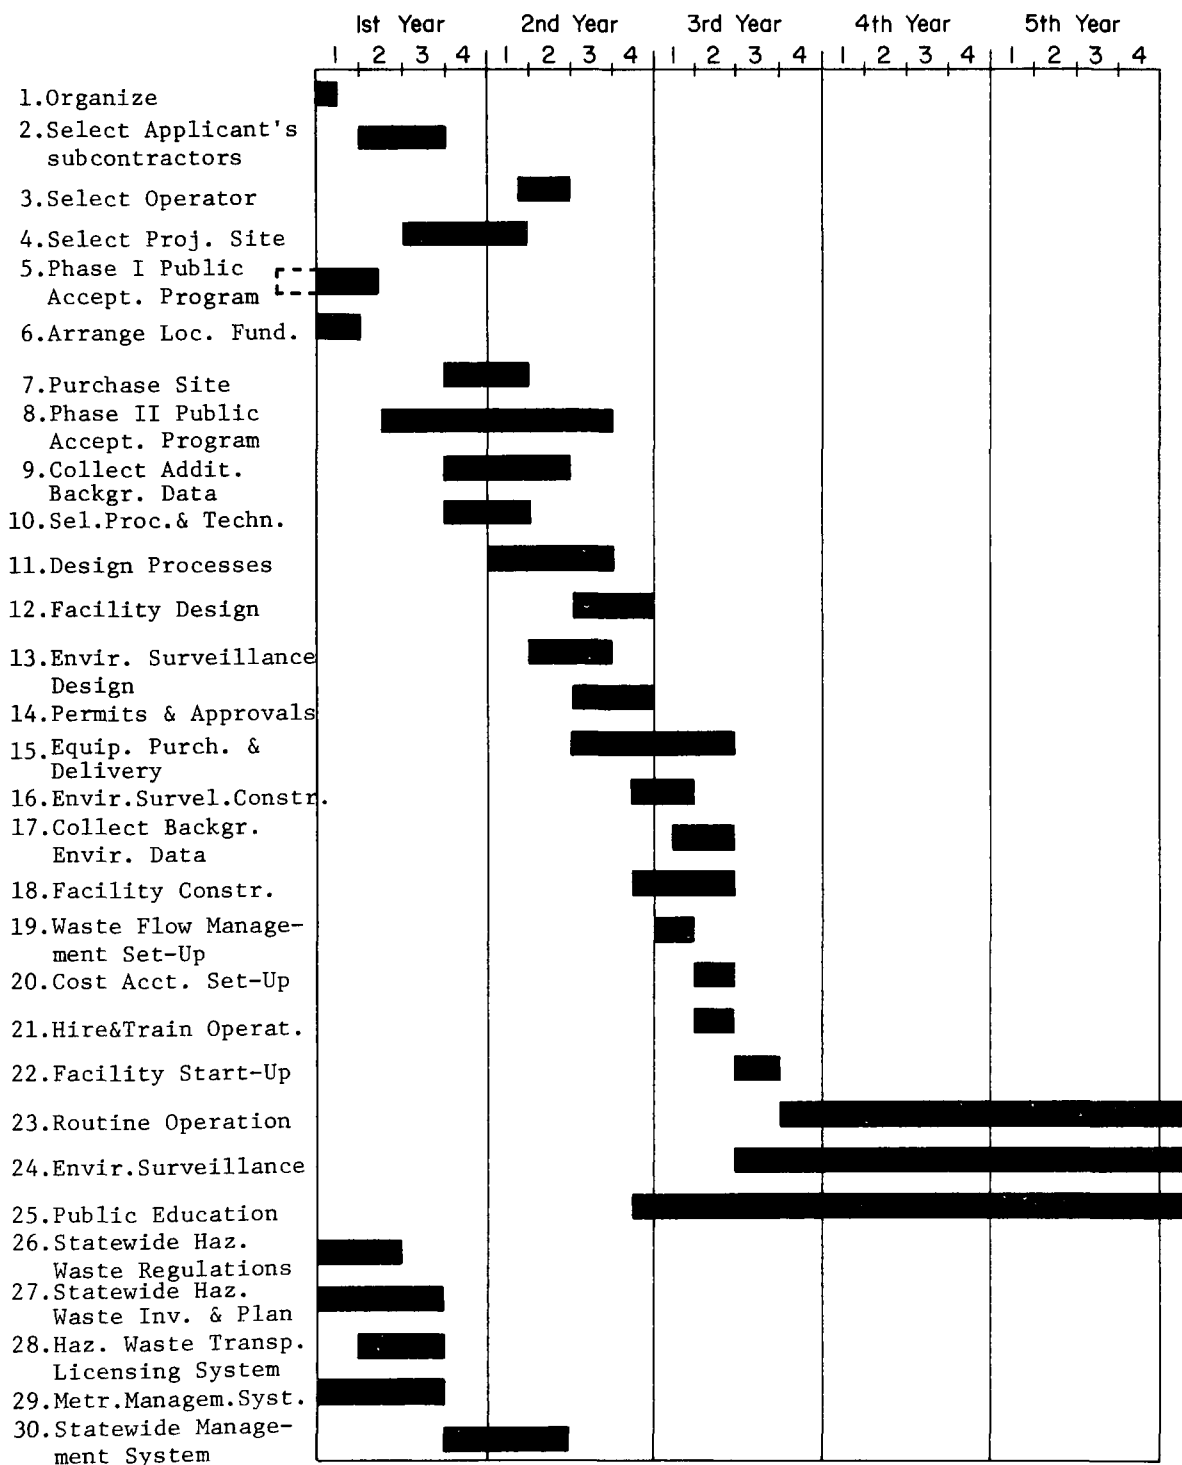 1st Year 2nd Year 3rd Year 4th Year 5th Year
1 2 3 4 1 2 3 4 1 2 3 4 1 2 3 4 1 2 3 4
1.Organize
2.Select Applicant's
subcontractors
3.Select Operator
4.Select Proj. Site
5.Phase I Public
Accept. Program
6.Arrange Loc. Fund.
7.Purchase Site
8.Phase II Public
Accept. Program
9.Collect Addit.
Backgr. Data
10.Sel.Proc.& Techn.
11.Design Processes
12.Facility Design
13.Envir. Surveillance
Design
14.Permits & Approvals
15.Equip. Purch. &
Delivery
16.Envir.Survel.Constr.
17.Collect Backgr.
Envir. Data
18.Facility Constr.
19.Waste Flow Manage-
ment Set-Up
20.Cost Acct. Set-Up
21.Hire&Train Operat.
22.Facility Start-Up
23.Routine Operation
24.Envir.Surveillance
25.Public Education
26.Statewide Haz.
Waste Regulations
27.Statewide Haz.
Waste Inv. & Plan
28.Haz. Waste Transp.
Licensing System
29.Metr.Managem.Syst.
30.Statewide Manage-
ment System